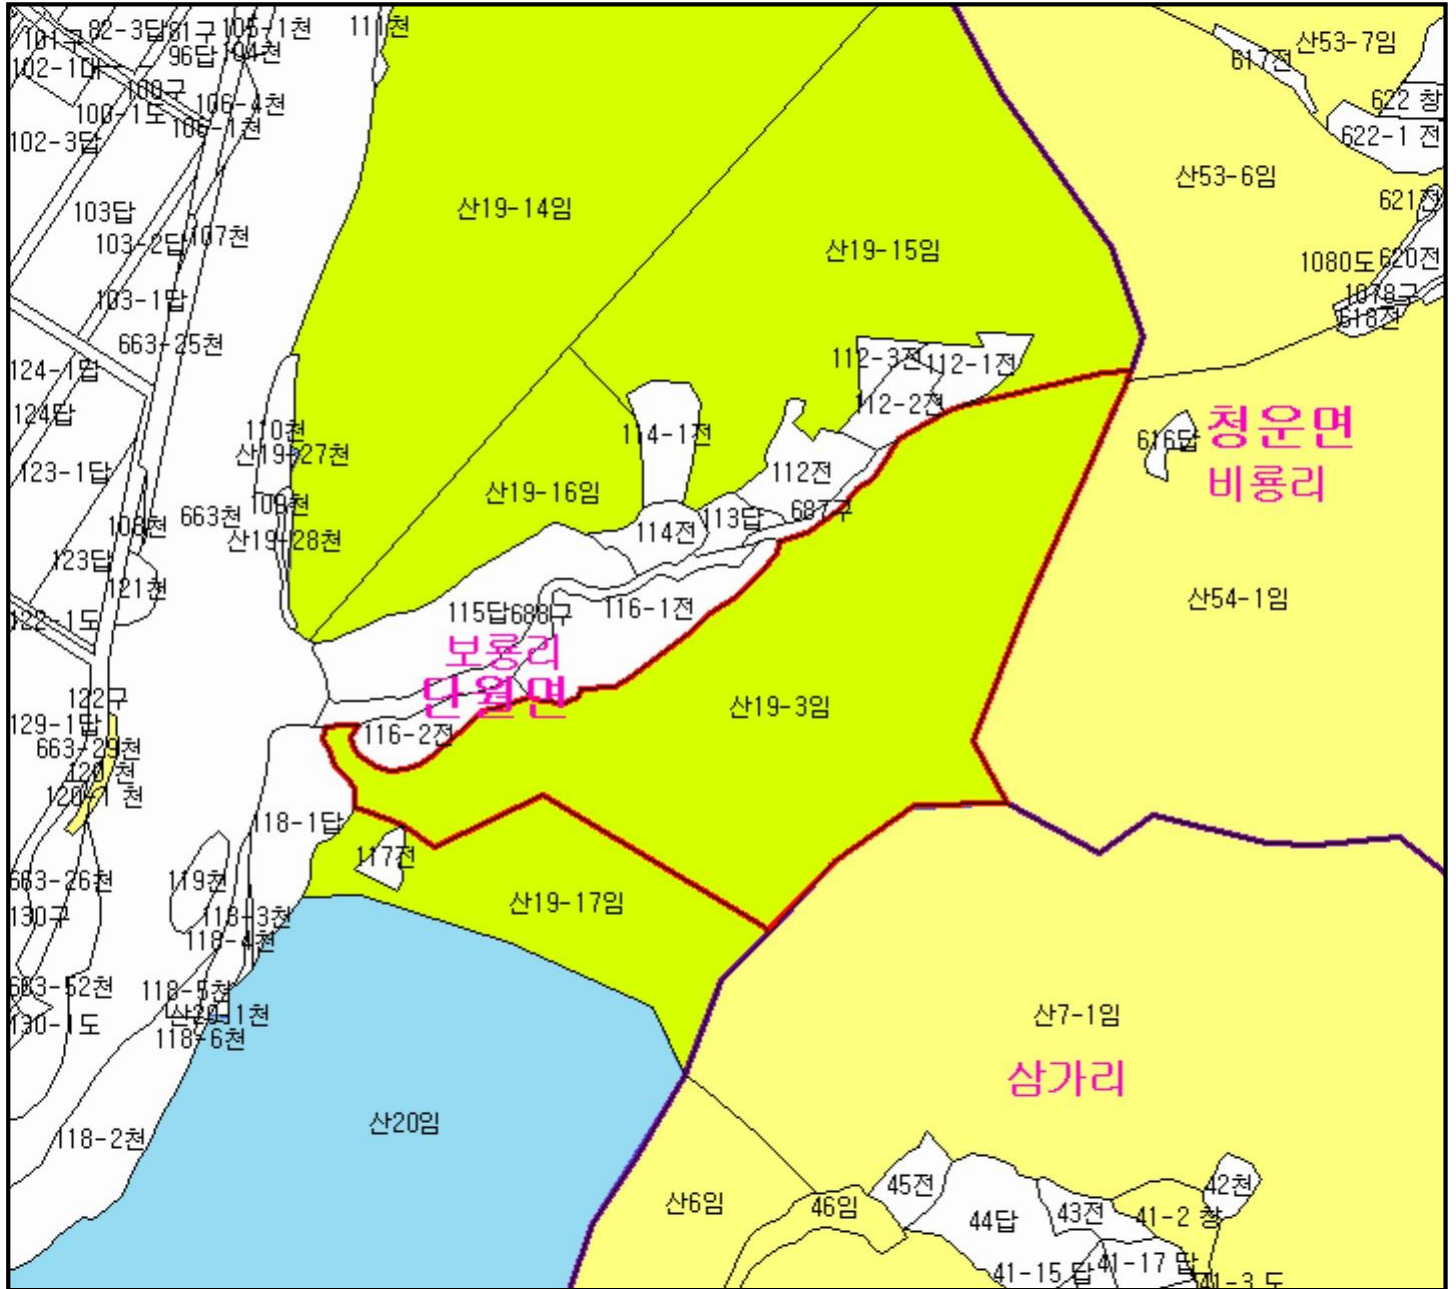 101구 82-3답 81구 105-1천
96답 104천
111천
102-1대
100구
106-4천
100-1도
106-1천
102-3답
산53-7임
617전
622 창
622-1 전
산53-6임
621전
산19-14임
103답
103-2답
107천
산19-15임
1080도
620전
1078구
618전
103-1답
663-25천
124-1답
112-3전
112-1전
112-2전
124답
110천
산19-27천
114-1전
616답
청운면
비룡리
123-1답
112전
산19-16임
109천
663천
108천
산19-28천
113답
687구
114전
123답
121천
122-1도
115답
688구
116-1전
산54-1임
보룡리
단월면
122구
129-1답
663-29천
120 천
120-1 천
116-2전
산19-3임
118-1답
117전
119천
663-26천
130구
118-3천
118-4천
산19-17임
663-52천
118-5천
산20-1천
130-1도
118-6천
산7-1임
삼가리
118-2천
산20임
산6임
46임
45전
44답
43전
41-2 창
42천
41-15 답
41-17 답
41-3 도